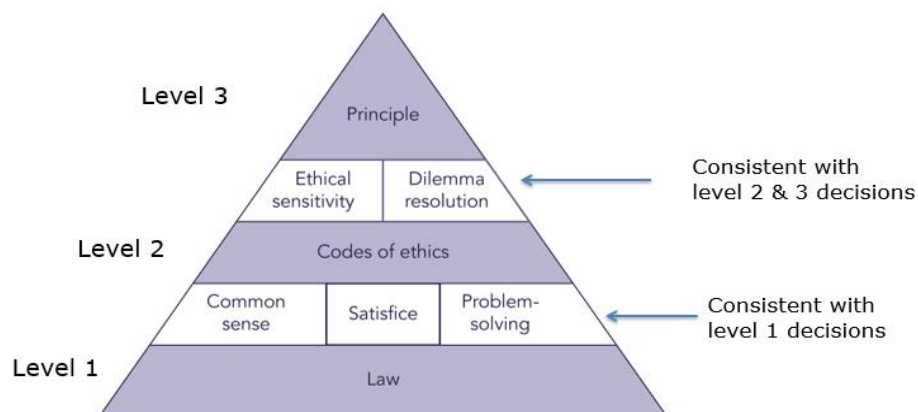 Level 3
Principle
Ethical
sensitivity
Dilemma
resolution
Consistent with
level 2 & 3 decisions
Level 2
Codes of ethics
Common
sense
Satisfice
Problem-
solving
Consistent with
level 1 decisions
Level 1
Law